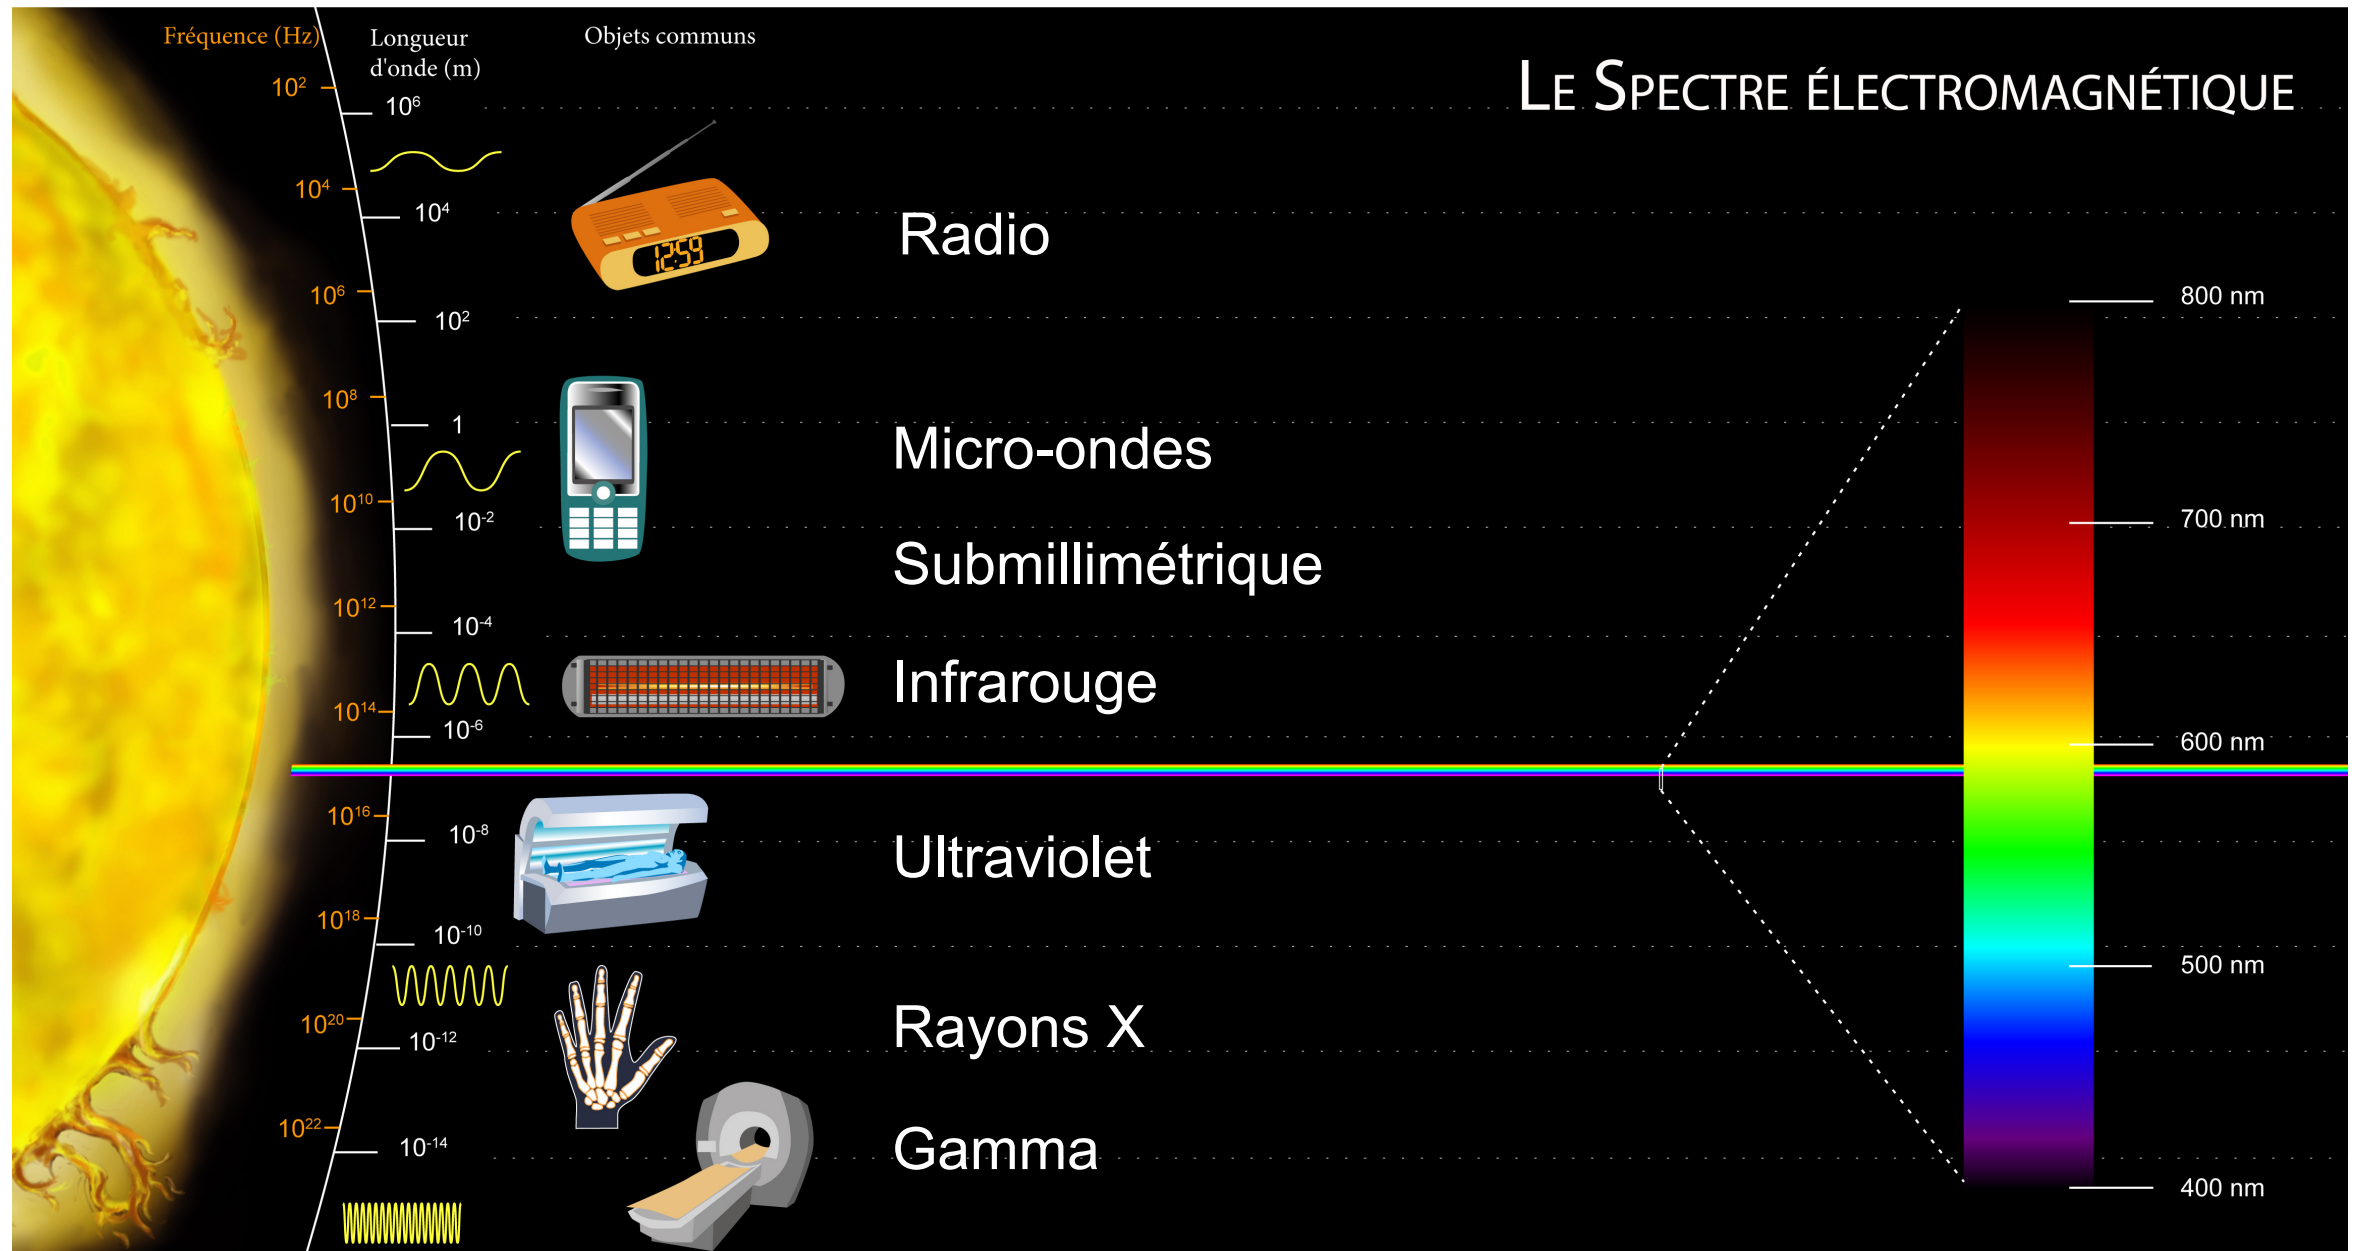 Fréquence (Hz)
Longueur
d'onde (m)
Objets communs
LE SPECTRE ÉLECTROMAGNÉTIQUE
10²
10⁶
10⁴
10⁴
Radio
12:59
10⁶
10²
800 nm
10⁸
1
Micro-ondes
10¹⁰
10⁻²
700 nm
Submillimétrique
10¹²
10⁻⁴
Infrarouge
10¹⁴
10⁻⁶
600 nm
10¹⁶
10⁻⁸
Ultraviolet
10¹⁸
10⁻¹⁰
500 nm
10²⁰
10⁻¹²
Rayons X
10²²
10⁻¹⁴
Gamma
400 nm